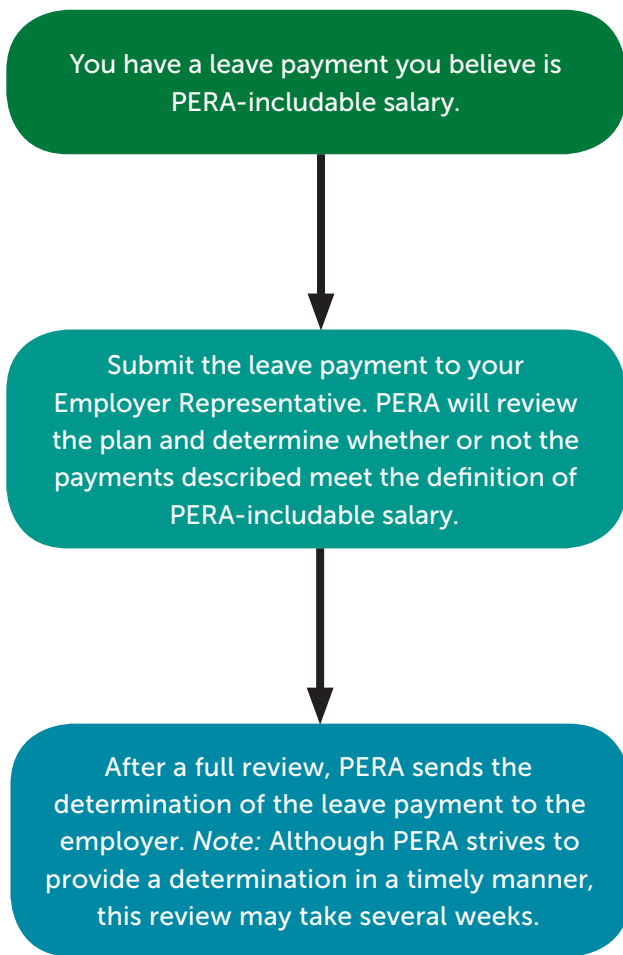 You have a leave payment you believe is
PERA-includable salary.
Submit the leave payment to your
Employer Representative. PERA will review
the plan and determine whether or not the
payments described meet the definition of
PERA-includable salary.
After a full review, PERA sends the
determination of the leave payment to the
employer. Note: Although PERA strives to
provide a determination in a timely manner,
this review may take several weeks.